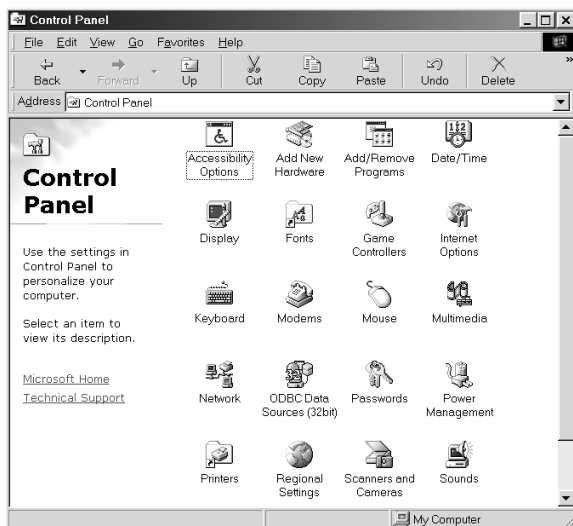 Control Panel
File Edit View Go Favorites Help
Back Forward Up Cut Copy Paste Undo Delete »
Address Control Panel
Control
Panel
Use the settings in
Control Panel to
personalize your
computer.
Select an item to
view its description.
Microsoft Home
Technical Support
Accessibility
Options
Add New
Hardware
Add/Remove
Programs
Date/Time
Display
Fonts
Game
Controllers
Internet
Options
Keyboard
Modems
Mouse
Multimedia
Network
ODBC Data
Sources (32bit)
Passwords
Power
Management
Printers
Regional
Settings
Scanners and
Cameras
Sounds
My Computer